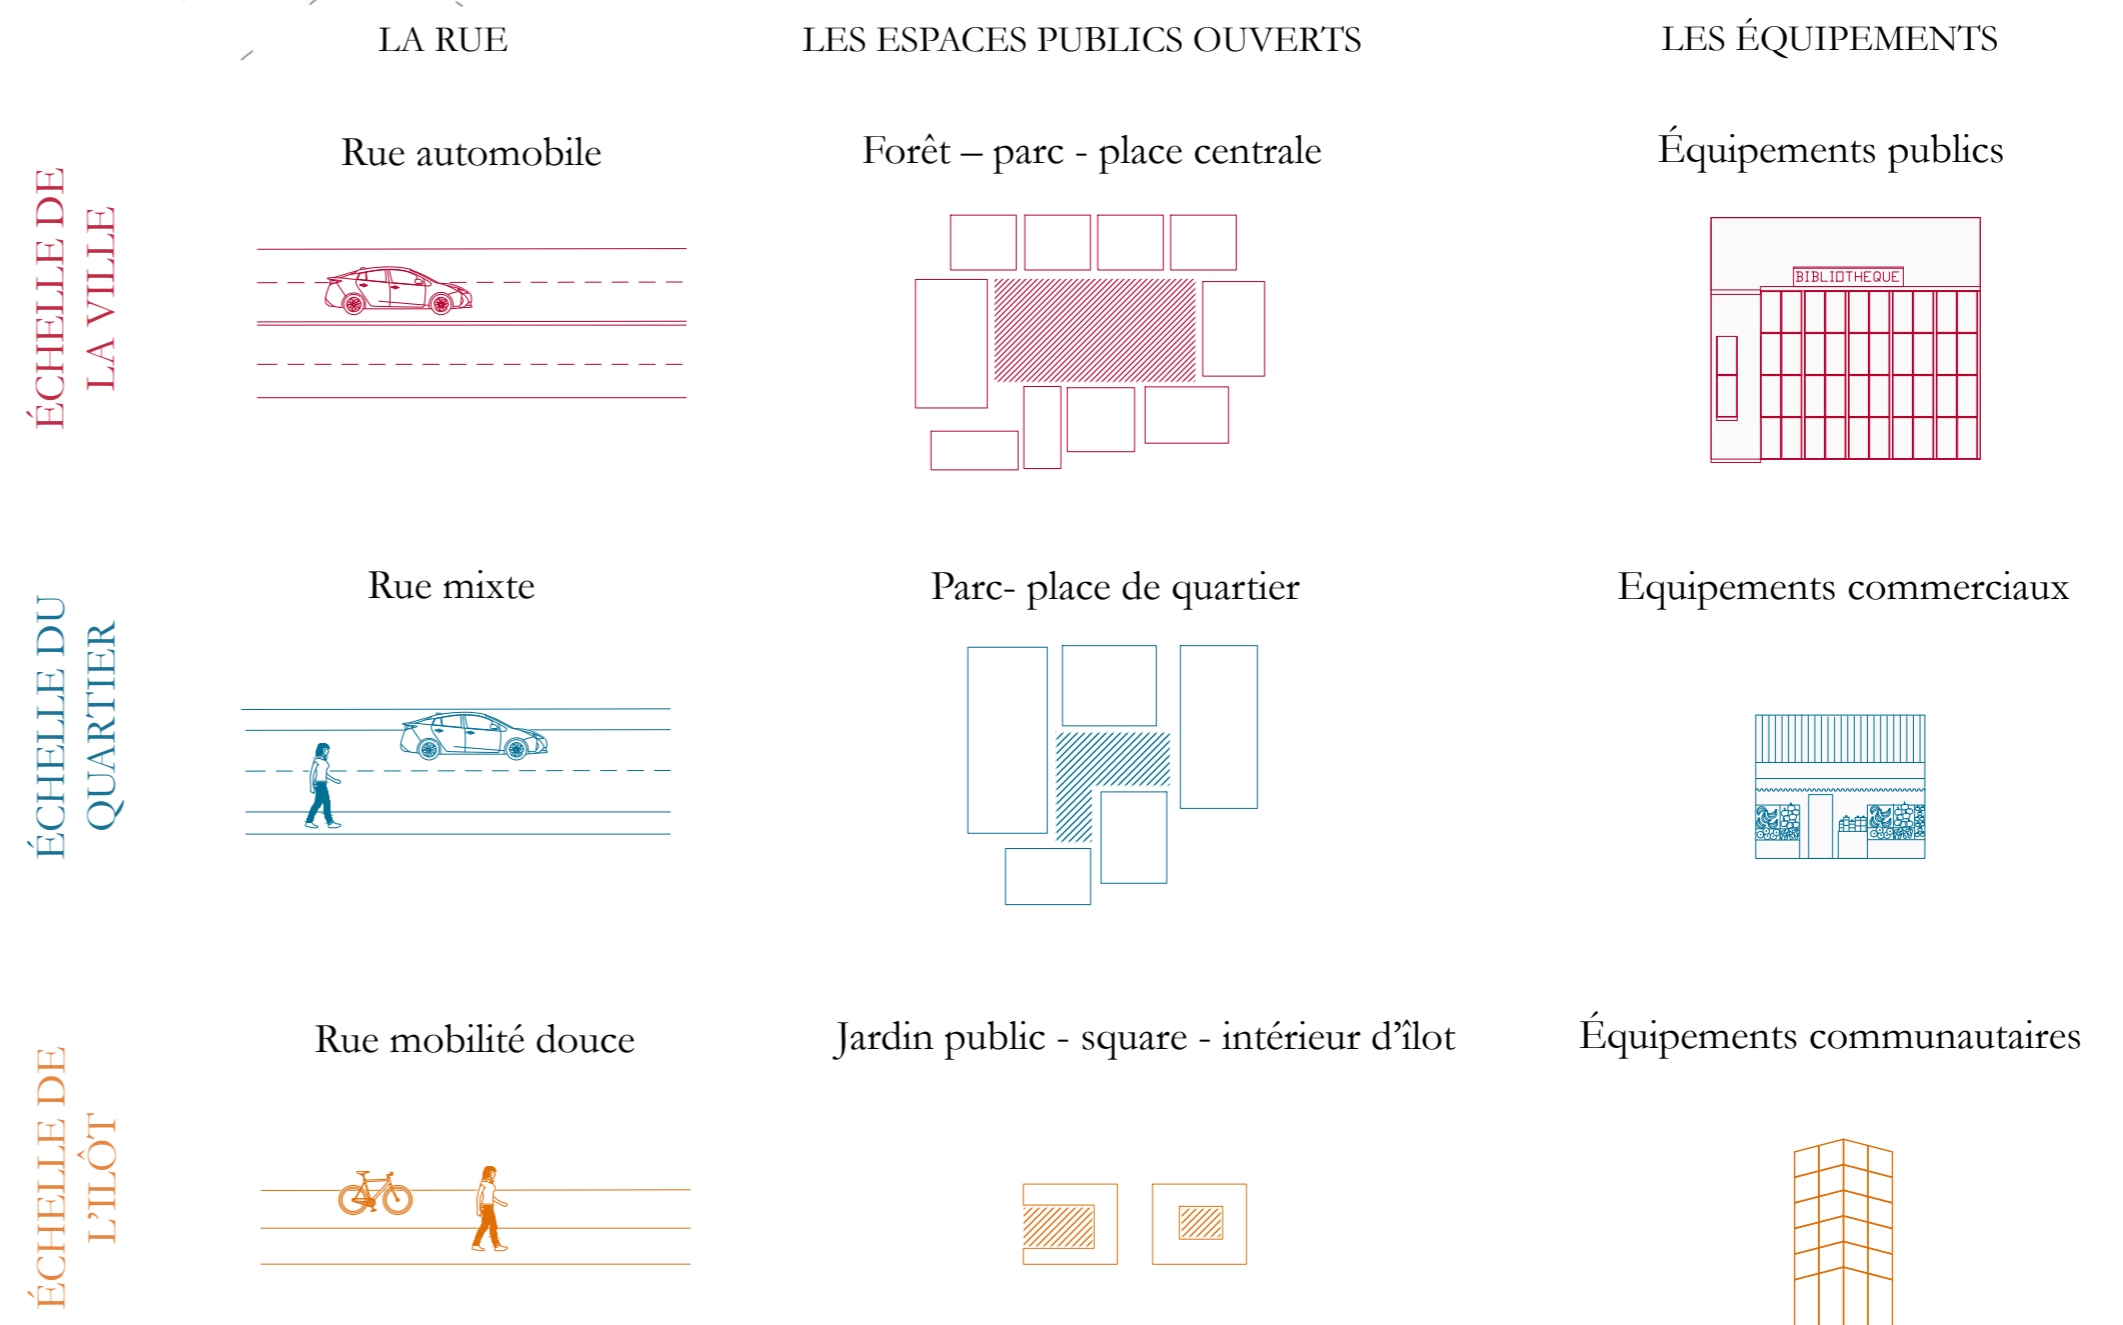 LA RUE
LES ESPACES PUBLICS OUVERTS
LES ÉQUIPEMENTS
ÉCHELLE DE
LA VILLE
Rue automobile
Forêt – parc - place centrale
Équipements publics
BIBLIOTHEQUE
ÉCHELLE DU
QUARTIER
Rue mixte
Parc- place de quartier
Equipements commerciaux
ÉCHELLE DE
L'ILÔT
Rue mobilité douce
Jardin public - square - intérieur d'îlot
Équipements communautaires